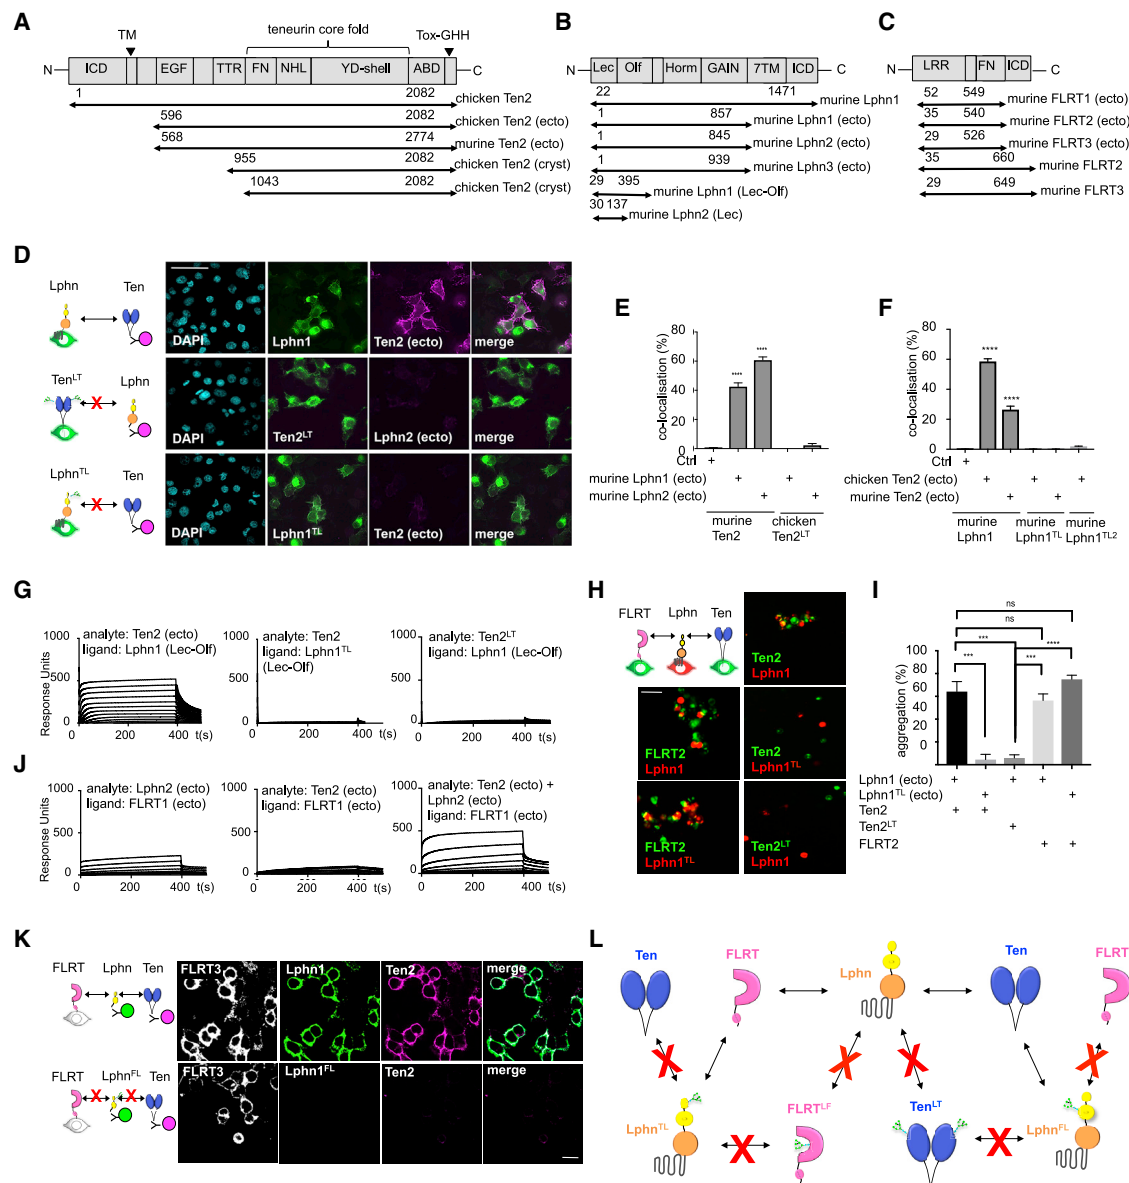 A
TM
teneurin core fold
Tox-GHH
N ICD EGF TTR FN NHL YD-shell ABD C
1 2082 chicken Ten2
596 2082 chicken Ten2 (ecto)
568 2774 murine Ten2 (ecto)
955 2082 chicken Ten2 (cryst)
1043 2082 chicken Ten2 (cryst)
B
N Lec Olf Horm GAIN 7TM ICD C
22 1471 murine Lphn1
1 857 murine Lphn1 (ecto)
1 845 murine Lphn2 (ecto)
1 939 murine Lphn3 (ecto)
29 395 murine Lphn1 (Lec-Olf)
30 137 murine Lphn2 (Lec)
C
N LRR FN ICD C
52 549 murine FLRT1 (ecto)
35 540 murine FLRT2 (ecto)
29 526 murine FLRT3 (ecto)
35 660 murine FLRT2
29 649 murine FLRT3
D
Lphn Ten
DAPI Lphn1 Ten2 (ecto) merge
TenLT X Lphn
DAPI Ten2LT Lphn2 (ecto) merge
LphnTL X Ten
DAPI Lphn1TL Ten2 (ecto) merge
E
co-localisation (%)
80
60
40
20
0
**** ****
Ctrl +
murine Lphn1 (ecto) + +
murine Lphn2 (ecto) + +
murine Ten2
chicken Ten2LT
F
co-localisation (%)
80
60
40
20
0
**** ****
Ctrl +
chicken Ten2 (ecto) + + +
murine Ten2 (ecto) + +
murine Lphn1
murine Lphn1TL
murine Lphn1TL2
G
Response Units
1000
500
0
0 200 400 t(s)
analyte: Ten2 (ecto)
ligand: Lphn1 (Lec-Olf)
1000
500
0
0 200 400 t(s)
analyte: Ten2
ligand: Lphn1TL
(Lec-Olf)
1000
500
0
0 200 400 t(s)
analyte: Ten2LT
ligand: Lphn1 (Lec-Olf)
H
FLRT Lphn Ten
Ten2
Lphn1
FLRT2
Lphn1
Ten2
Lphn1TL
FLRT2
Lphn1TL
Ten2LT
Lphn1
I
aggregation (%)
80
60
40
20
0
ns
ns
*** ****
*** ***
Lphn1 (ecto) + + +
Lphn1TL (ecto) + +
Ten2 + +
Ten2LT +
FLRT2 + +
J
Response Units
1000
500
0
0 200 400 t(s)
analyte: Lphn2 (ecto)
ligand: FLRT1 (ecto)
1000
500
0
0 200 400 t(s)
analyte: Ten2 (ecto)
ligand: FLRT1 (ecto)
1000
500
0
0 200 400 t(s)
analyte: Ten2 (ecto) +
Lphn2 (ecto)
ligand: FLRT1 (ecto)
K
FLRT Lphn Ten
FLRT3 Lphn1 Ten2 merge
FLRT X LphnFL X Ten
FLRT3 Lphn1FL Ten2 merge
L
Ten FLRT Lphn Ten FLRT
X X X X
LphnTL X FLRTLF TenLT X LphnFL